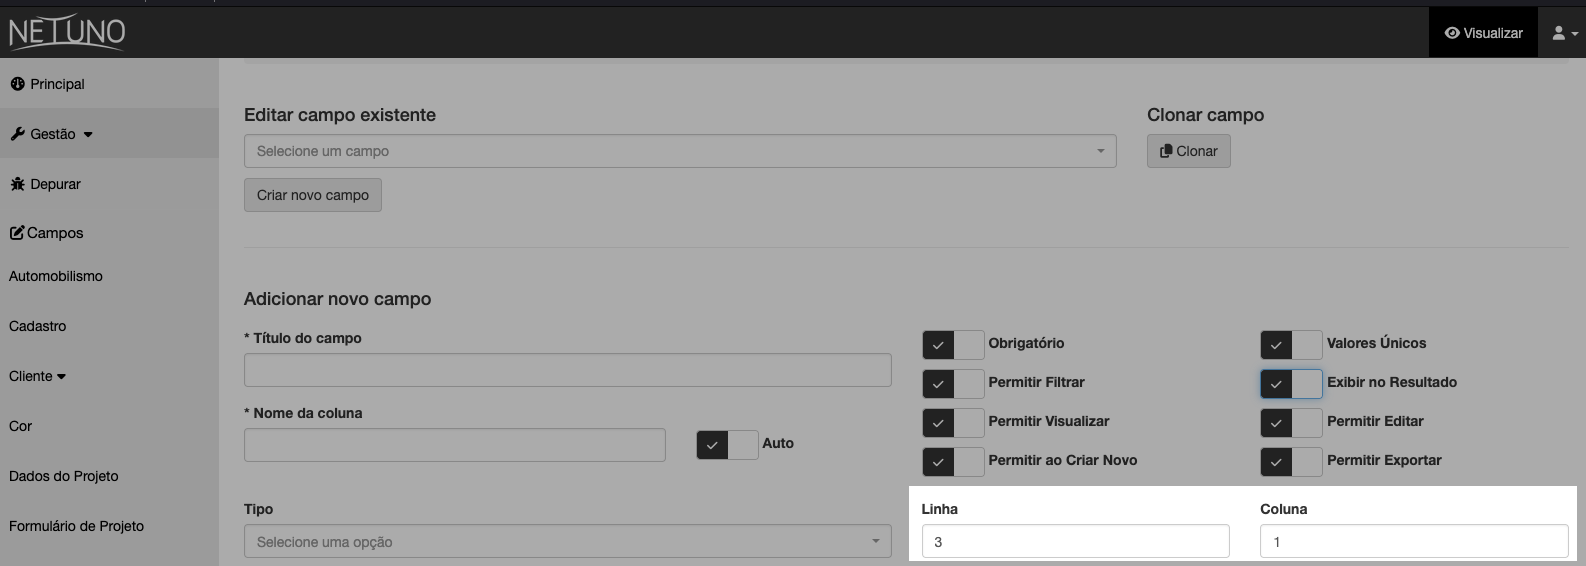 NETUNO
Visualizar
Principal
Gestão
Depurar
Campos
Automobilismo
Cadastro
Cliente
Cor
Dados do Projeto
Formulário de Projeto
Editar campo existente
Selecione um campo
Criar novo campo
Clonar campo
Clonar
Adicionar novo campo
* Título do campo
* Nome da coluna
Auto
Tipo
Selecione uma opção
Obrigatório
Valores Únicos
Permitir Filtrar
Exibir no Resultado
Permitir Visualizar
Permitir Editar
Permitir ao Criar Novo
Permitir Exportar
Linha
3
Coluna
1